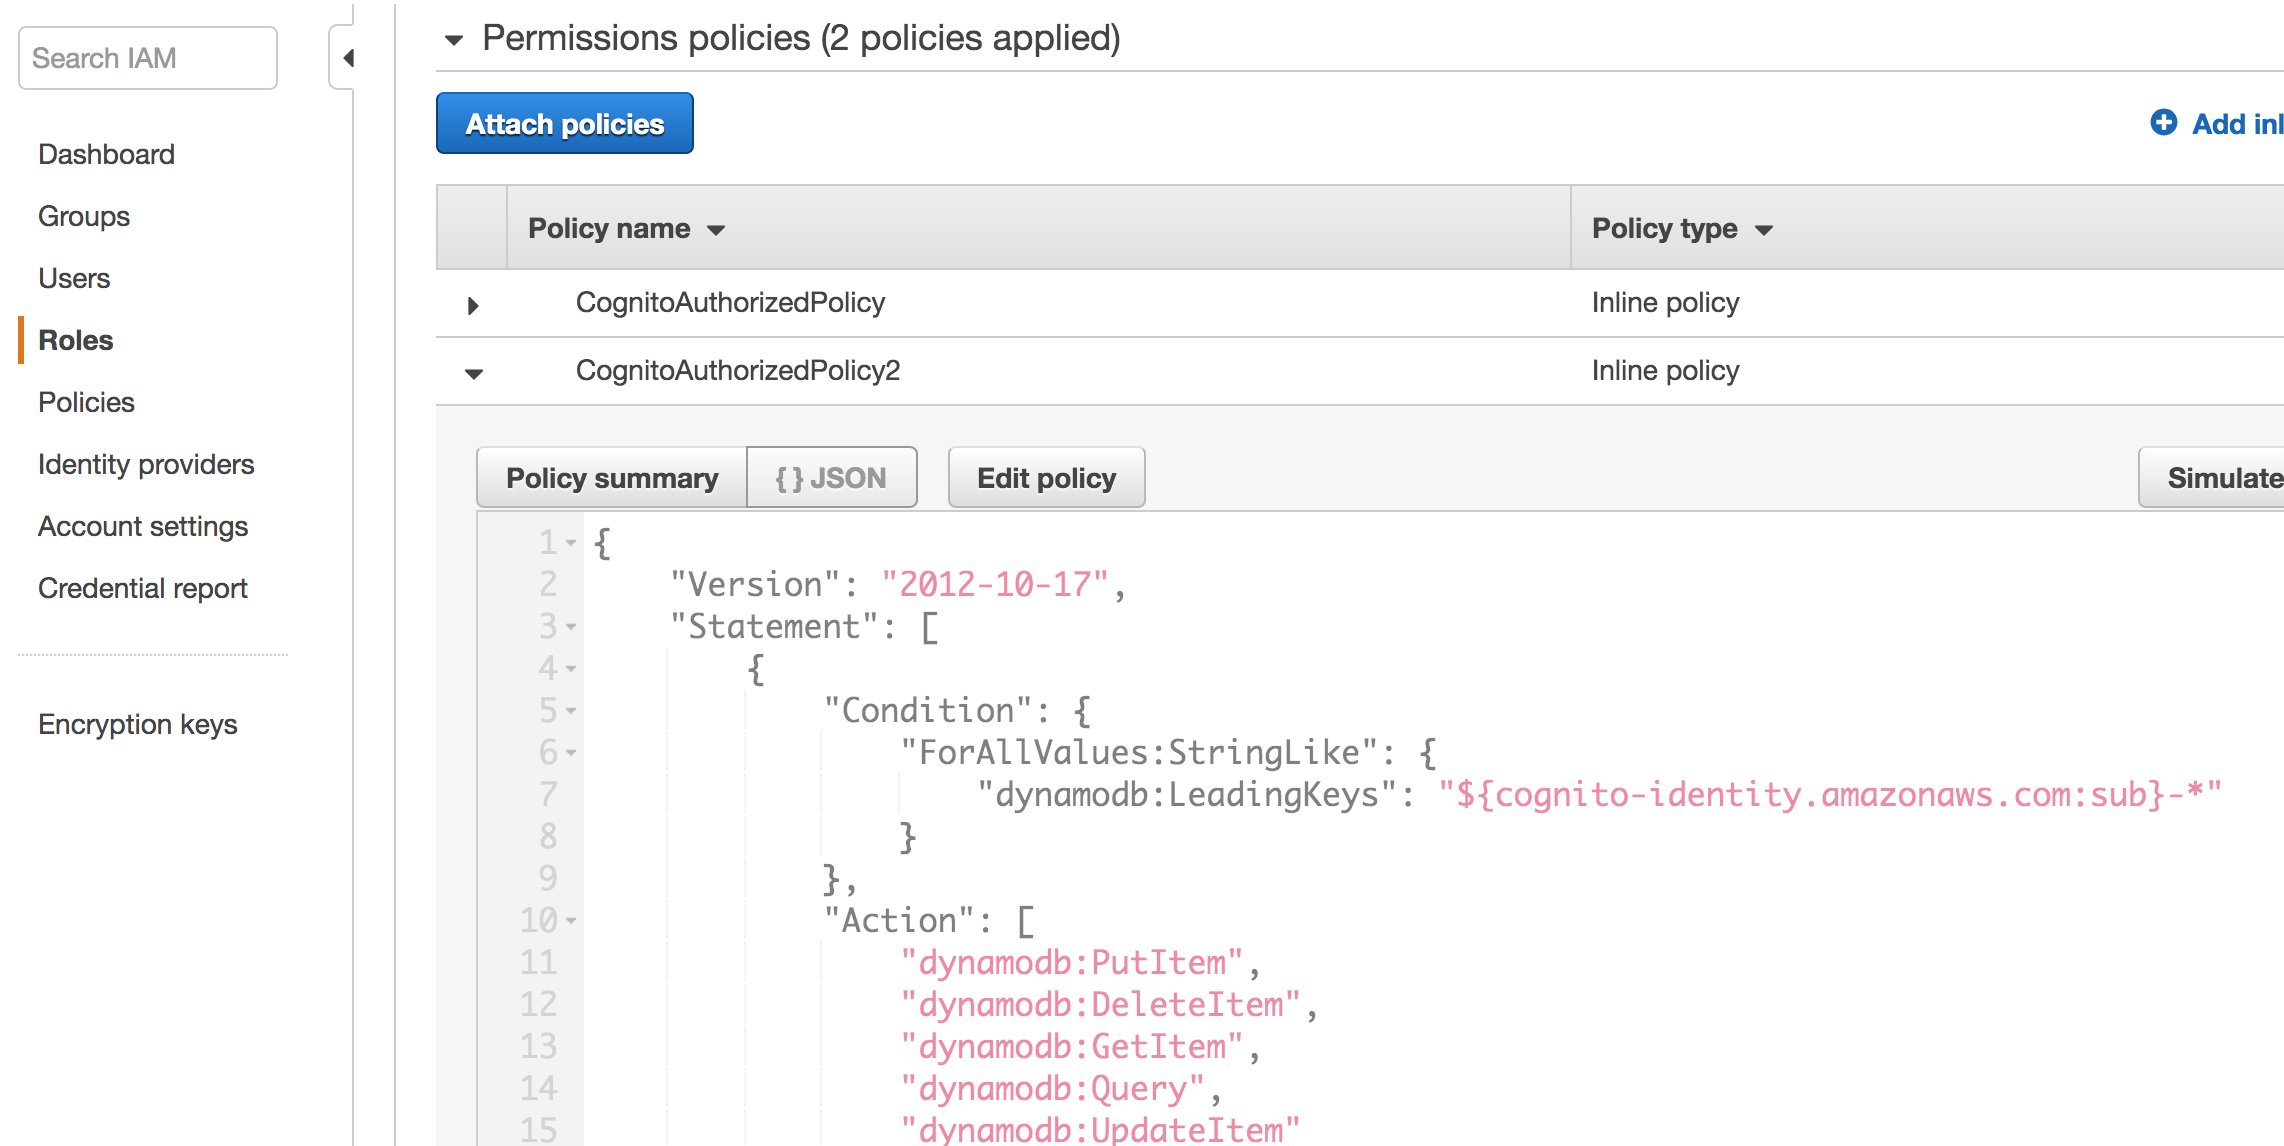 Search IAM
Dashboard
Groups
Users
Roles
Policies
Identity providers
Account settings
Credential report
Encryption keys
Permissions policies (2 policies applied)
Attach policies
Add inl
Policy name
Policy type
CognitoAuthorizedPolicy
Inline policy
CognitoAuthorizedPolicy2
Inline policy
Policy summary
{ } JSON
Edit policy
Simulate
1 {
2 "Version": "2012-10-17",
3 "Statement": [
4 {
5 "Condition": {
6 "ForAllValues:StringLike": {
7 "dynamodb:LeadingKeys": "${cognito-identity.amazonaws.com:sub}-*"
8 }
9 },
10 "Action": [
11 "dynamodb:PutItem",
12 "dynamodb:DeleteItem",
13 "dynamodb:GetItem",
14 "dynamodb:Query",
15 "dynamodb:UpdateItem"